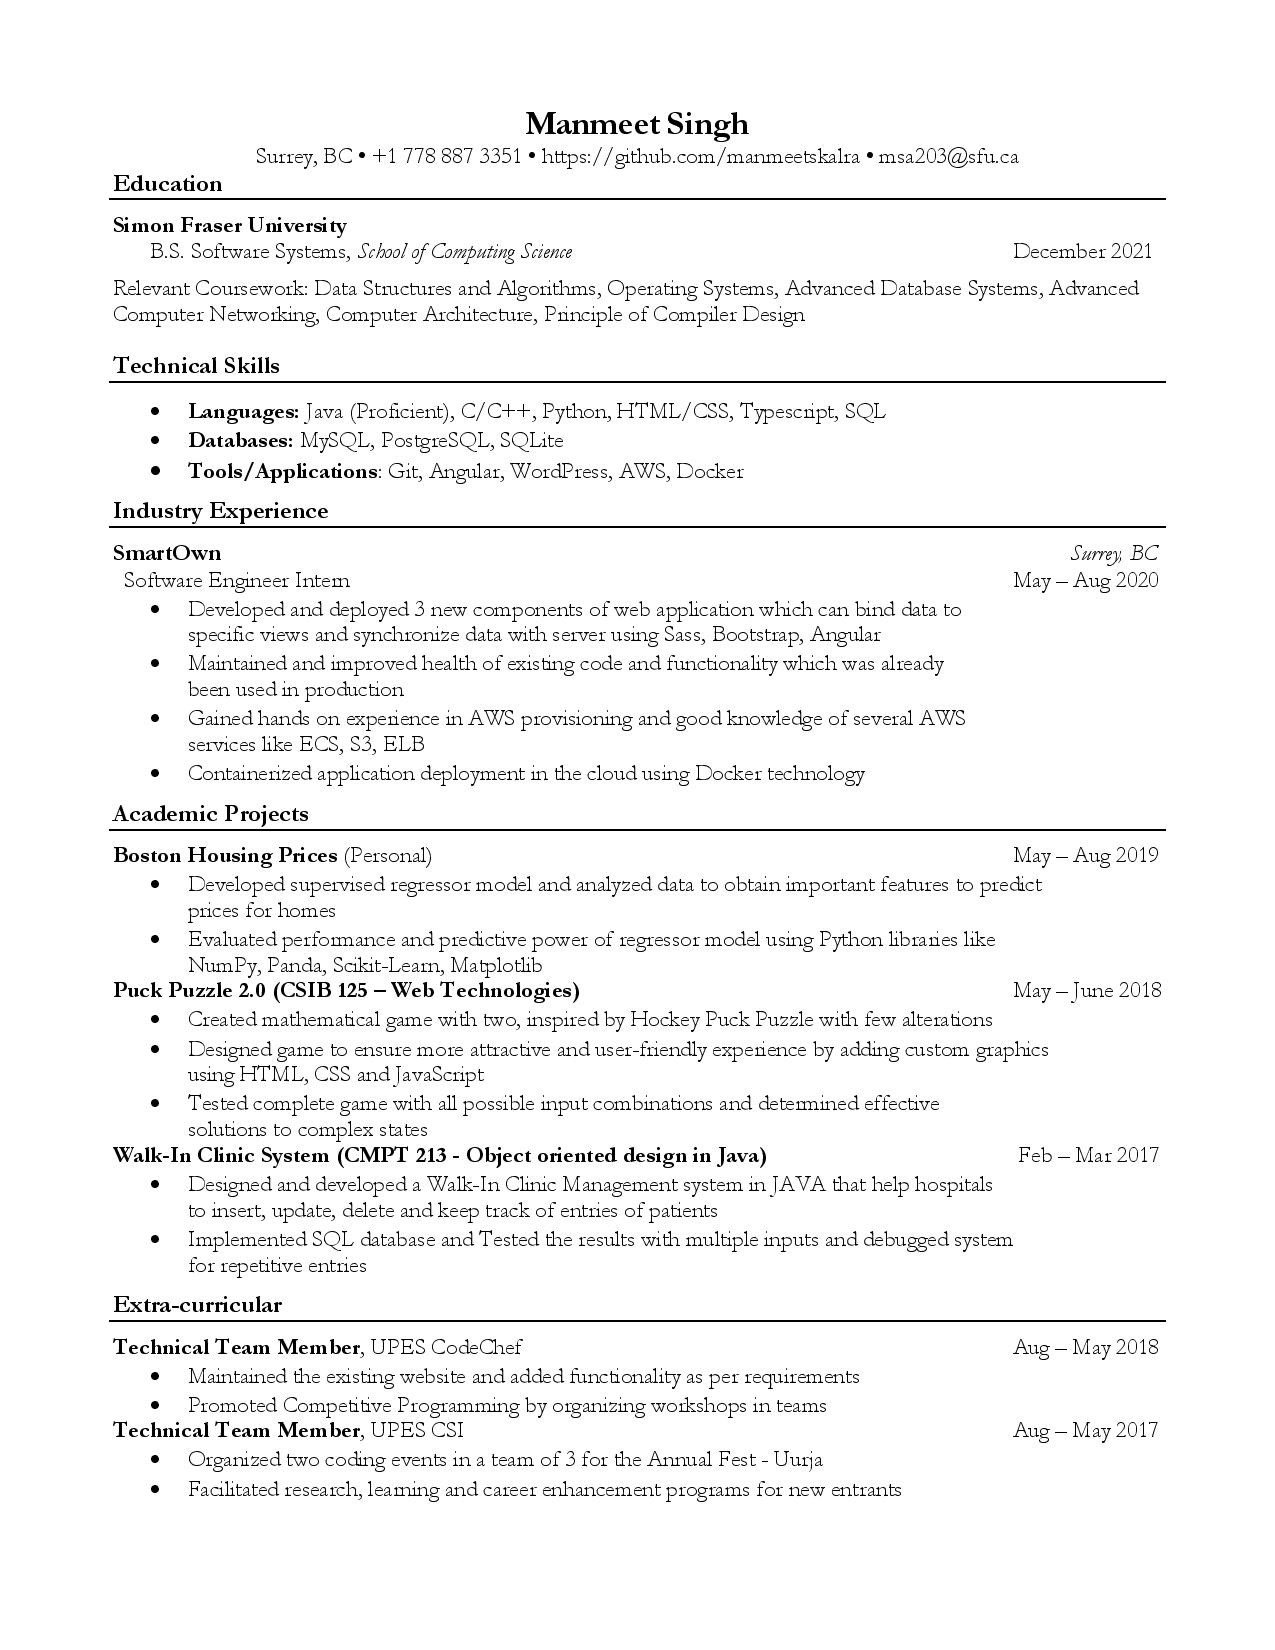 Manmeet Singh
Surrey, BC • +1 778 887 3351 • https://github.com/manmeetskalra • msa203@sfu.ca
Education
Simon Fraser University
B.S. Software Systems, School of Computing Science December 2021
Relevant Coursework: Data Structures and Algorithms, Operating Systems, Advanced Database Systems, Advanced
Computer Networking, Computer Architecture, Principle of Compiler Design
Technical Skills
• Languages: Java (Proficient), C/C++, Python, HTML/CSS, Typescript, SQL
• Databases: MySQL, PostgreSQL, SQLite
• Tools/Applications: Git, Angular, WordPress, AWS, Docker
Industry Experience
SmartOwn Surrey, BC
Software Engineer Intern May – Aug 2020
• Developed and deployed 3 new components of web application which can bind data to
specific views and synchronize data with server using Sass, Bootstrap, Angular
• Maintained and improved health of existing code and functionality which was already
been used in production
• Gained hands on experience in AWS provisioning and good knowledge of several AWS
services like ECS, S3, ELB
• Containerized application deployment in the cloud using Docker technology
Academic Projects
Boston Housing Prices (Personal) May – Aug 2019
• Developed supervised regressor model and analyzed data to obtain important features to predict
prices for homes
• Evaluated performance and predictive power of regressor model using Python libraries like
NumPy, Panda, Scikit-Learn, Matplotlib
Puck Puzzle 2.0 (CSIB 125 – Web Technologies) May – June 2018
• Created mathematical game with two, inspired by Hockey Puck Puzzle with few alterations
• Designed game to ensure more attractive and user-friendly experience by adding custom graphics
using HTML, CSS and JavaScript
• Tested complete game with all possible input combinations and determined effective
solutions to complex states
Walk-In Clinic System (CMPT 213 - Object oriented design in Java) Feb – Mar 2017
• Designed and developed a Walk-In Clinic Management system in JAVA that help hospitals
to insert, update, delete and keep track of entries of patients
• Implemented SQL database and Tested the results with multiple inputs and debugged system
for repetitive entries
Extra-curricular
Technical Team Member, UPES CodeChef Aug – May 2018
• Maintained the existing website and added functionality as per requirements
• Promoted Competitive Programming by organizing workshops in teams
Technical Team Member, UPES CSI Aug – May 2017
• Organized two coding events in a team of 3 for the Annual Fest - Uurja
• Facilitated research, learning and career enhancement programs for new entrants